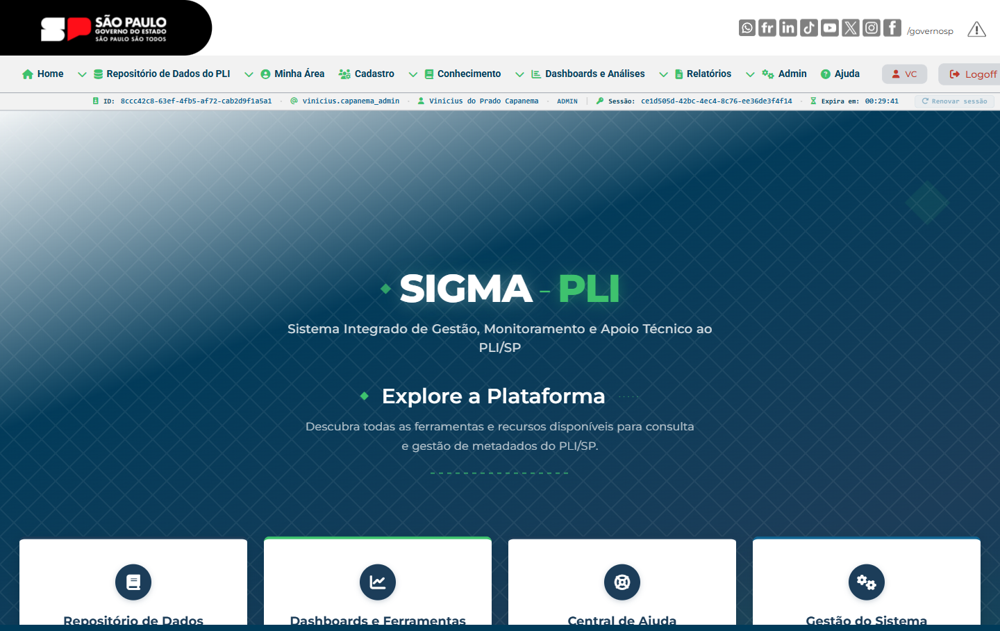 SÃO PAULO
GOVERNO DO ESTADO
SÃO PAULO SÃO TODOS
/governosp
Home Repositório de Dados do PLI Minha Área Cadastro Conhecimento Dashboards e Análises Relatórios Admin Ajuda VC Logoff
ID: 8ccc42c8-63ef-4fb5-af72-cab2d9f1a5a1 · @ vinicius.capanema_admin · Vinicius do Prado Capanema · ADMIN | Sessão: ce1d505d-42bc-4ec4-8c76-ee36de3f4f14 · Expira em: 00:29:41 Renovar sessão
SIGMA – PLI
Sistema Integrado de Gestão, Monitoramento e Apoio Técnico ao
PLI/SP
Explore a Plataforma
Descubra todas as ferramentas e recursos disponíveis para consulta
e gestão de metadados do PLI/SP.
Repositório de Dados Dashboards e Ferramentas Central de Ajuda Gestão do Sistema